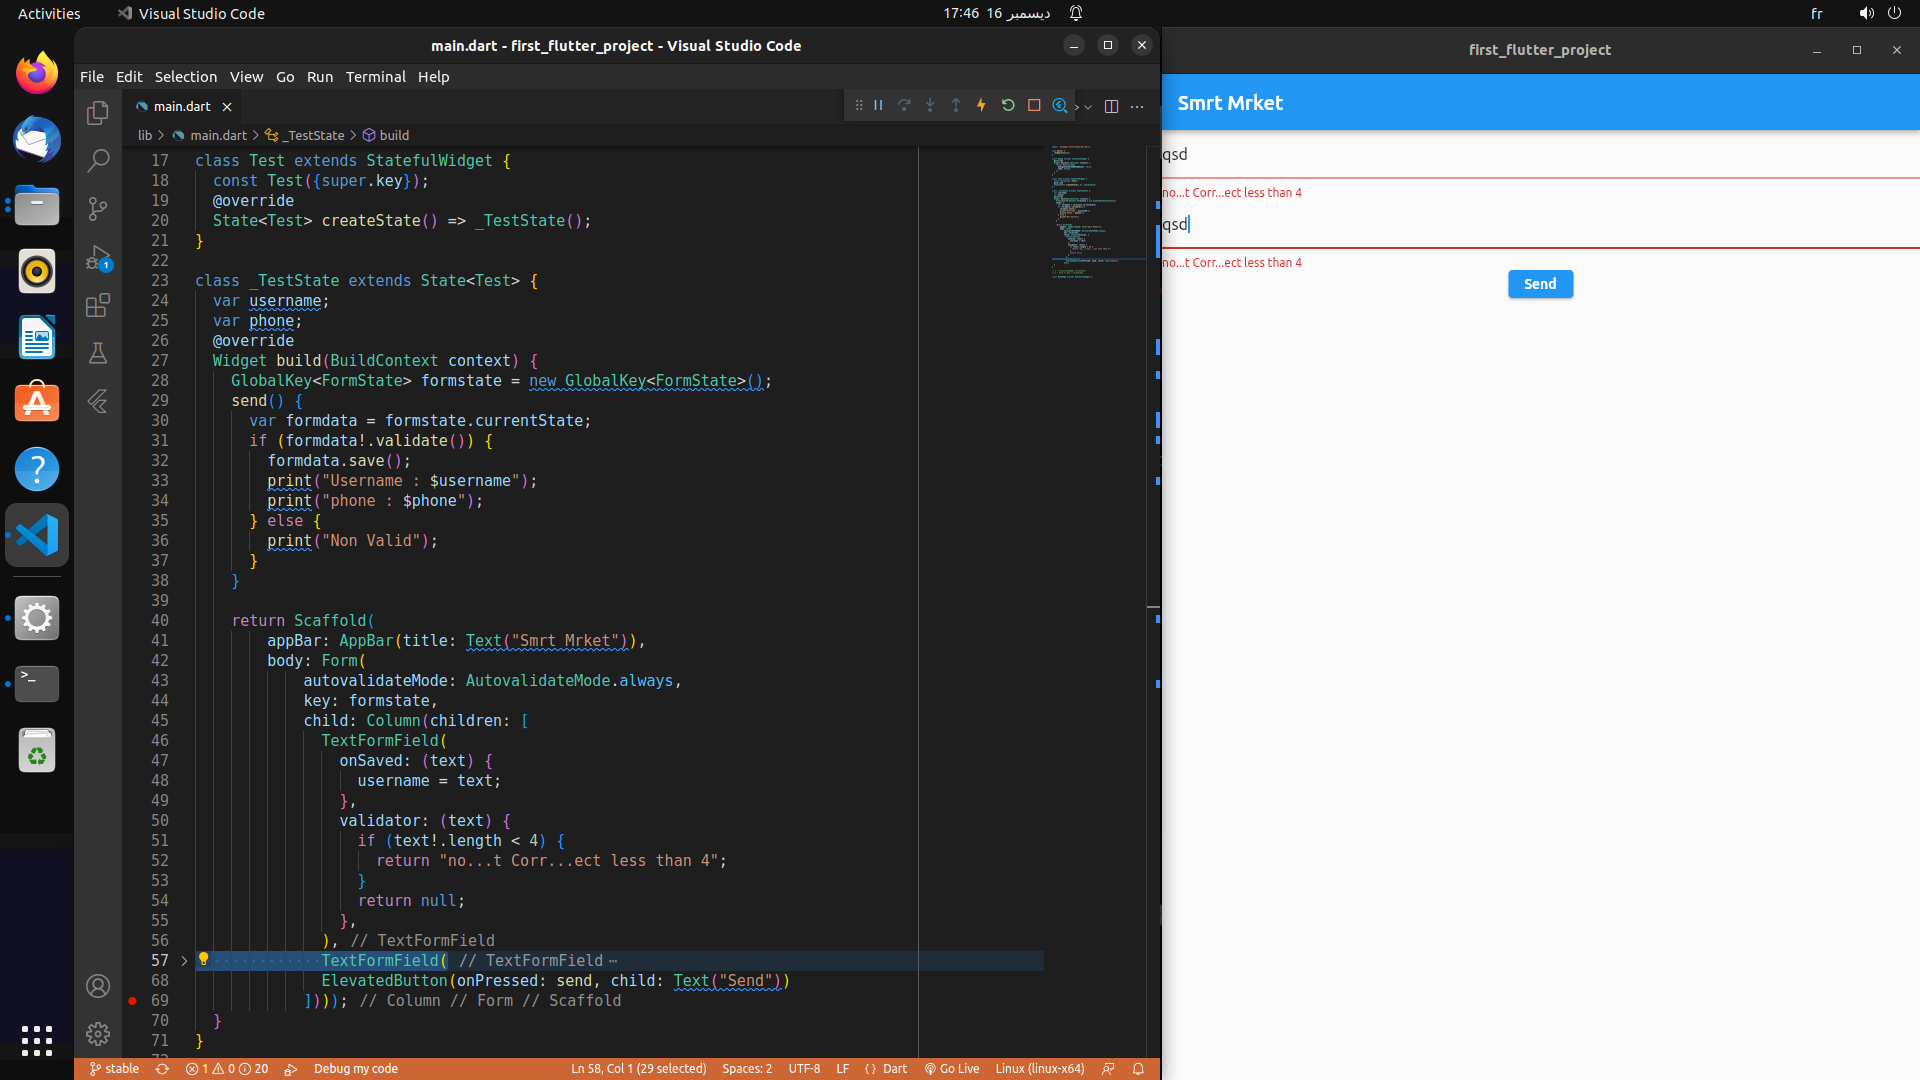 Activities
Visual Studio Code
17:46 16 ديسمبر
fr
main.dart - first_flutter_project - Visual Studio Code
File Edit Selection View Go Run Terminal Help
main.dart
lib > main.dart > _TestState > build
17 class Test extends StatefulWidget {
18 const Test({super.key});
19 @override
20 State<Test> createState() => _TestState();
21 }
22
23 class _TestState extends State<Test> {
24 var username;
25 var phone;
26 @override
27 Widget build(BuildContext context) {
28 GlobalKey<FormState> formstate = new GlobalKey<FormState>();
29 send() {
30 var formdata = formstate.currentState;
31 if (formdata!.validate()) {
32 formdata.save();
33 print("Username : $username");
34 print("phone : $phone");
35 } else {
36 print("Non Valid");
37 }
38 }
39
40 return Scaffold(
41 appBar: AppBar(title: Text("Smrt Mrket")),
42 body: Form(
43 autovalidateMode: AutovalidateMode.always,
44 key: formstate,
45 child: Column(children: [
46 TextFormField(
47 onSaved: (text) {
48 username = text;
49 },
50 validator: (text) {
51 if (text!.length < 4) {
52 return "no...t Corr...ect less than 4";
53 }
54 return null;
55 },
56 ), // TextFormField
57 TextFormField( // TextFormField ⋯
68 ElevatedButton(onPressed: send, child: Text("Send"))
69 ]))); // Column // Form // Scaffold
70 }
71 }
1
stable 1 0 20 Debug my code Ln 58, Col 1 (29 selected) Spaces: 2 UTF-8 LF {} Dart Go Live Linux (linux-x64)
first_flutter_project
Smrt Mrket
qsd
no...t Corr...ect less than 4
qsd
no...t Corr...ect less than 4
Send